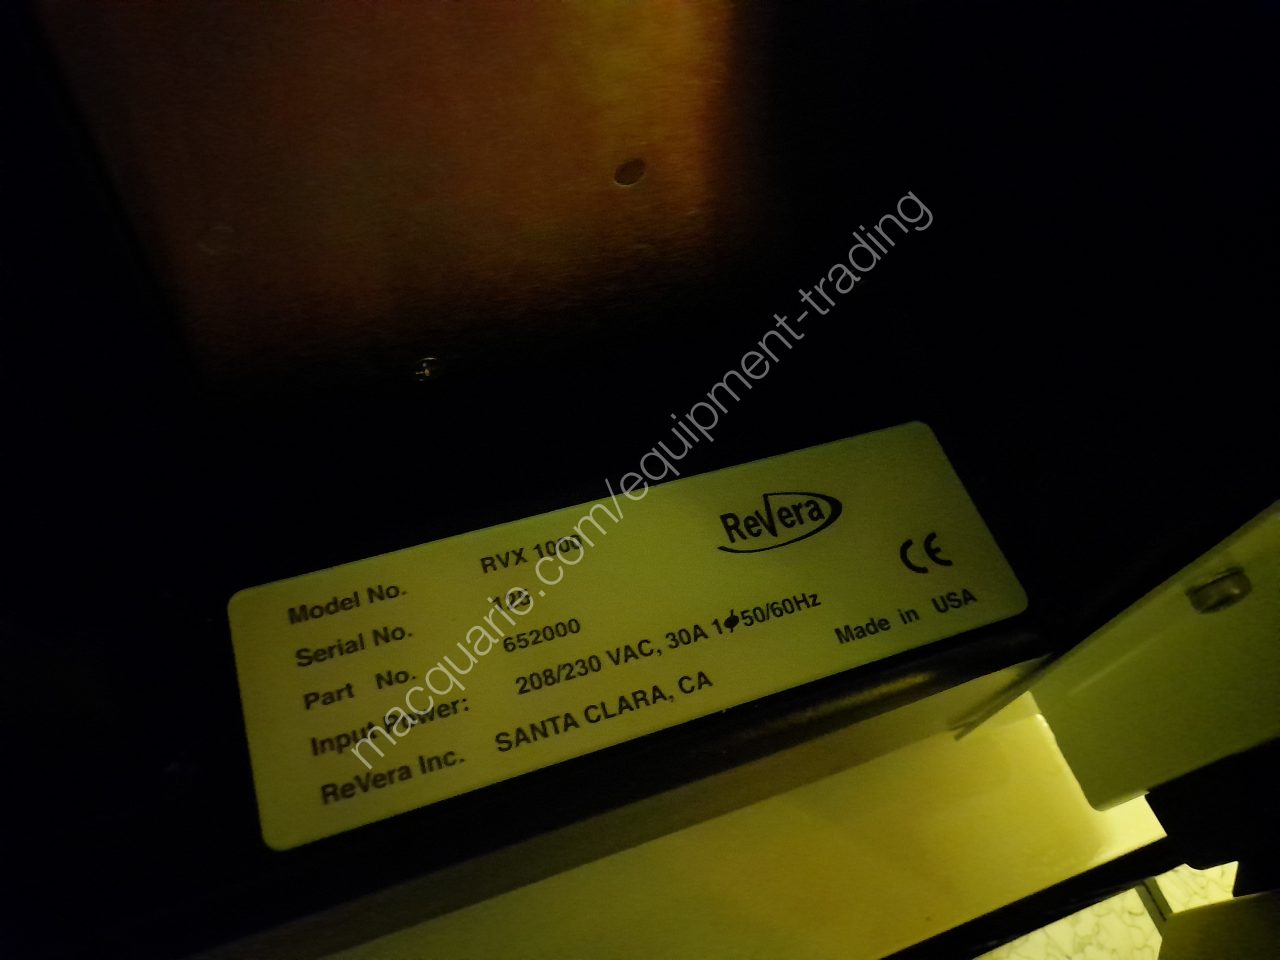 Model No. RVX 1000
ReVera
Serial No.
CE
Part No. 652000
Input Power: 208/230 VAC, 30A 1ϕ 50/60Hz
ReVera Inc. SANTA CLARA, CA
Made in USA
macquarie.com/equipment-trading